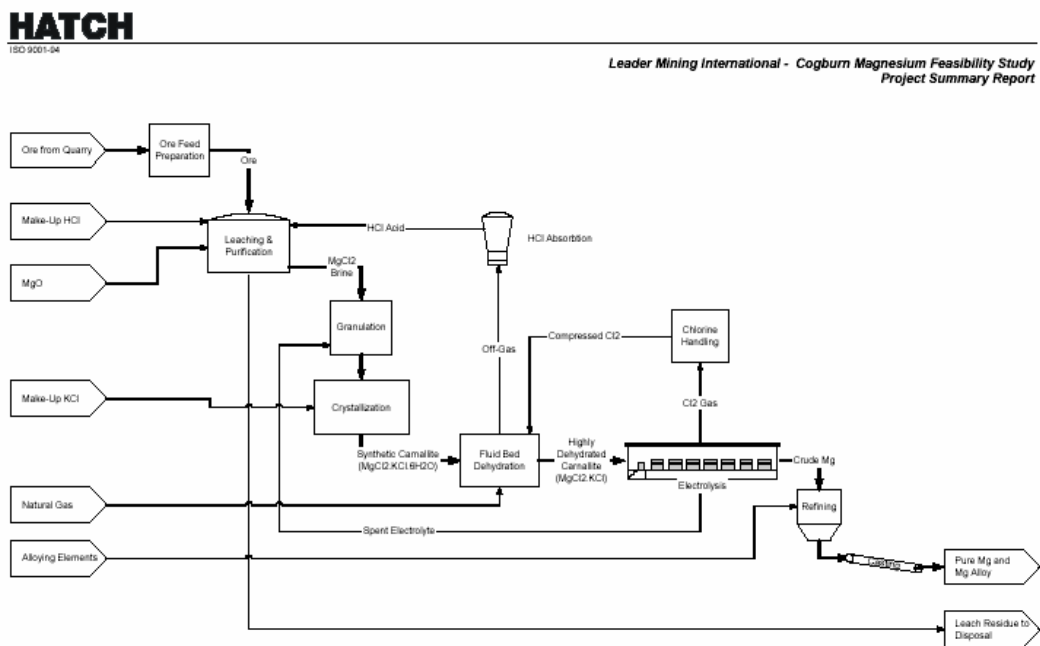 HATCH
ISO 9001-94
Leader Mining International - Cogburn Magnesium Feasibility Study
Project Summary Report
Ore from Quarry
Ore Feed
Preparation
Ore
Make-Up HCl
HCl Acid
HCl Absorbtion
Leaching &
Purification
MgO
MgCl2
Brine
Granulation
Off-Gas
Compressed Cl2
Chlorine
Handling
Make-Up KCl
Crystallization
Cl2 Gas
Synthetic Carnallite
(MgCl2.KCl.6H2O)
Fluid Bed
Dehydration
Highly
Dehydrated
Carnallite
(MgCl2.KCl)
Electrolysis
Crude Mg
Natural Gas
Spent Electrolyte
Refining
Alloying Elements
Casting
Pure Mg and
Mg Alloy
Leach Residue to
Disposal